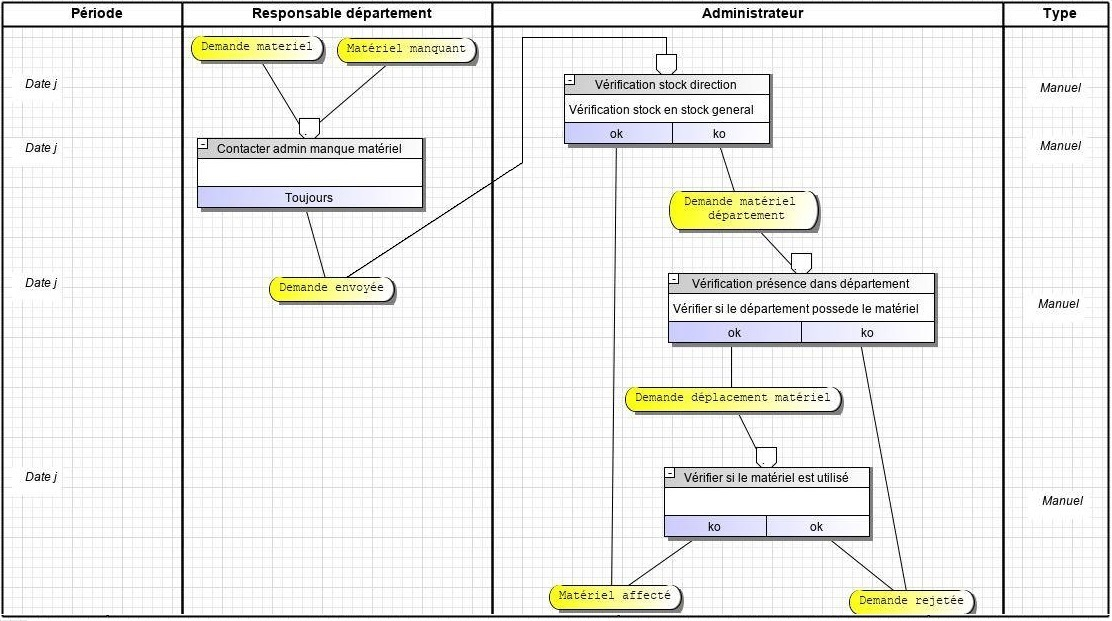 Période
Responsable département
Administrateur
Type
Demande materiel
Matériel manquant
Date j
Vérification stock direction
Manuel
Vérification stock en stock general
ok
ko
Date j
Contacter admin manque matériel
Manuel
Toujours
Demande matériel
département
Date j
Demande envoyée
Vérification présence dans département
Vérifier si le département possede le matériel
Manuel
ok
ko
Demande déplacement matériel
Date j
Vérifier si le matériel est utilisé
Manuel
ko
ok
Matériel affecté
Demande rejetée